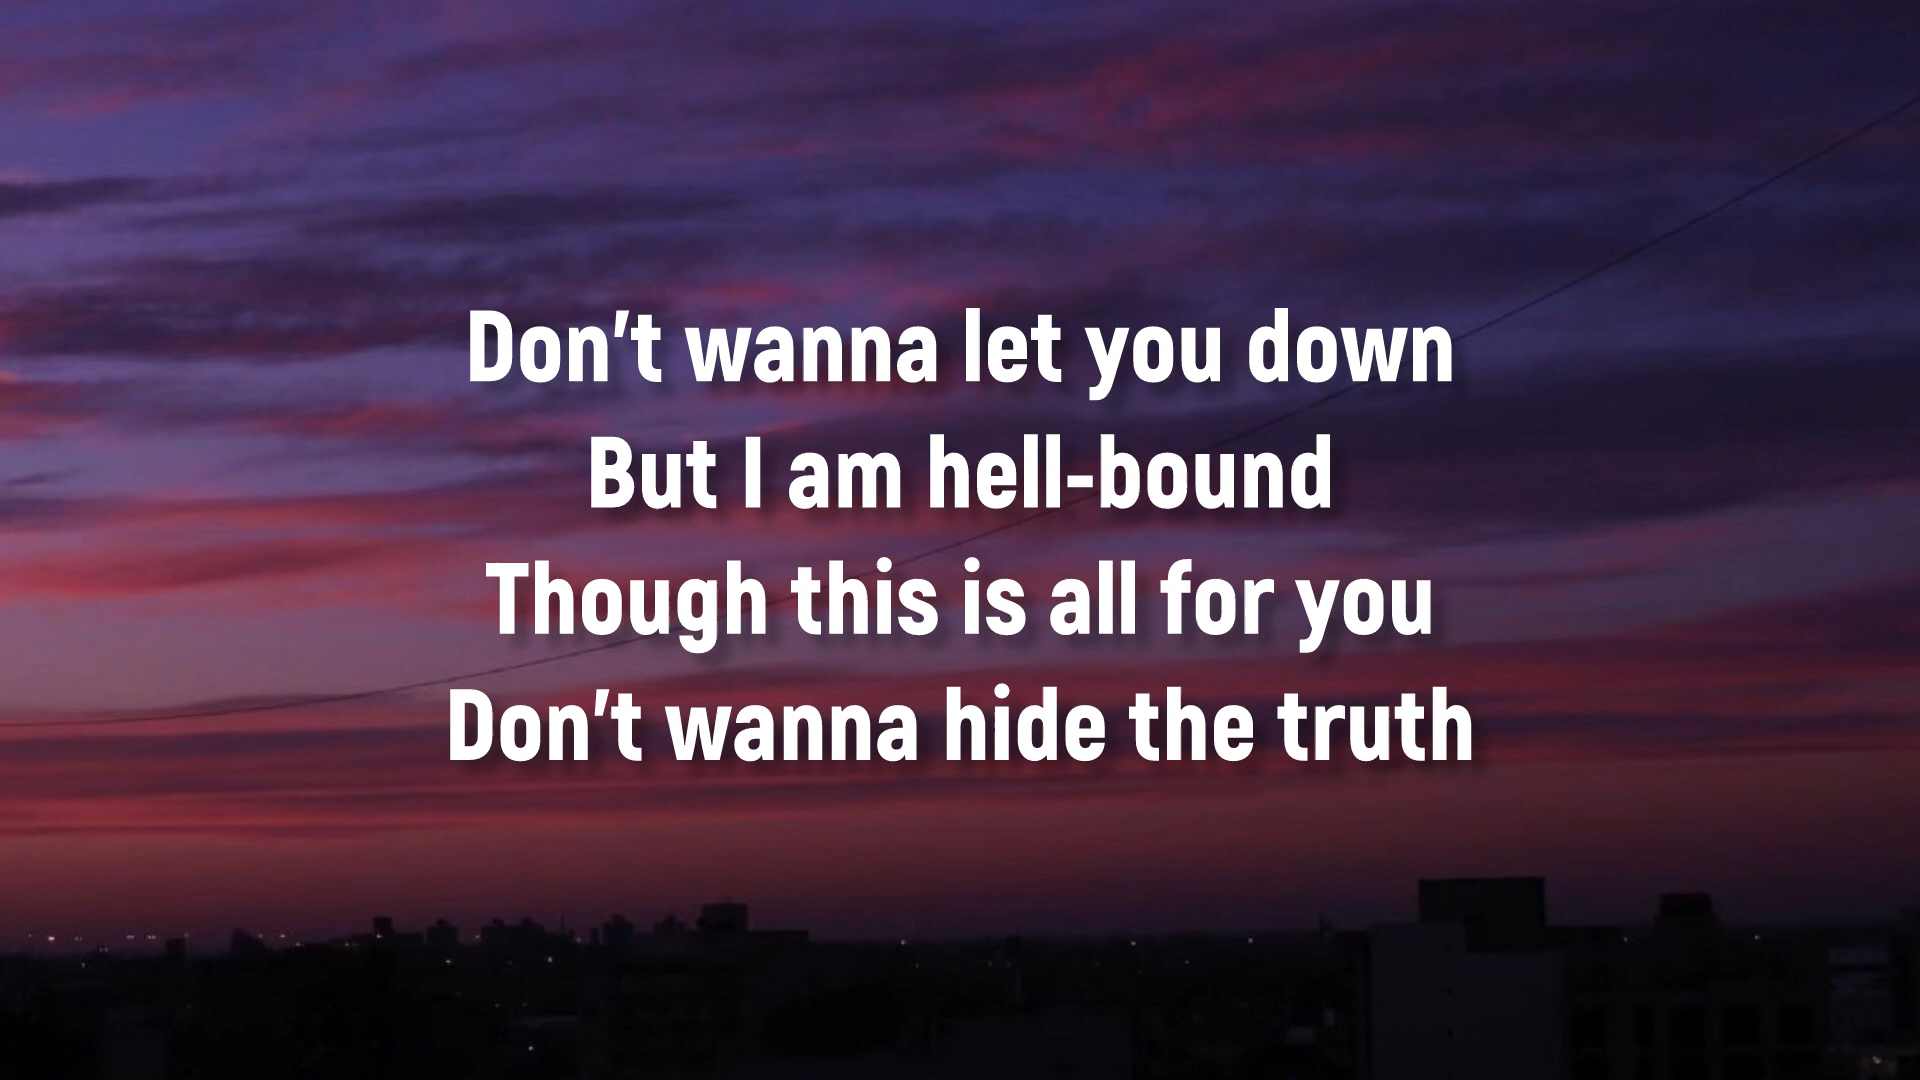 Don't wanna let you down
But I am hell-bound
Though this is all for you
Don't wanna hide the truth